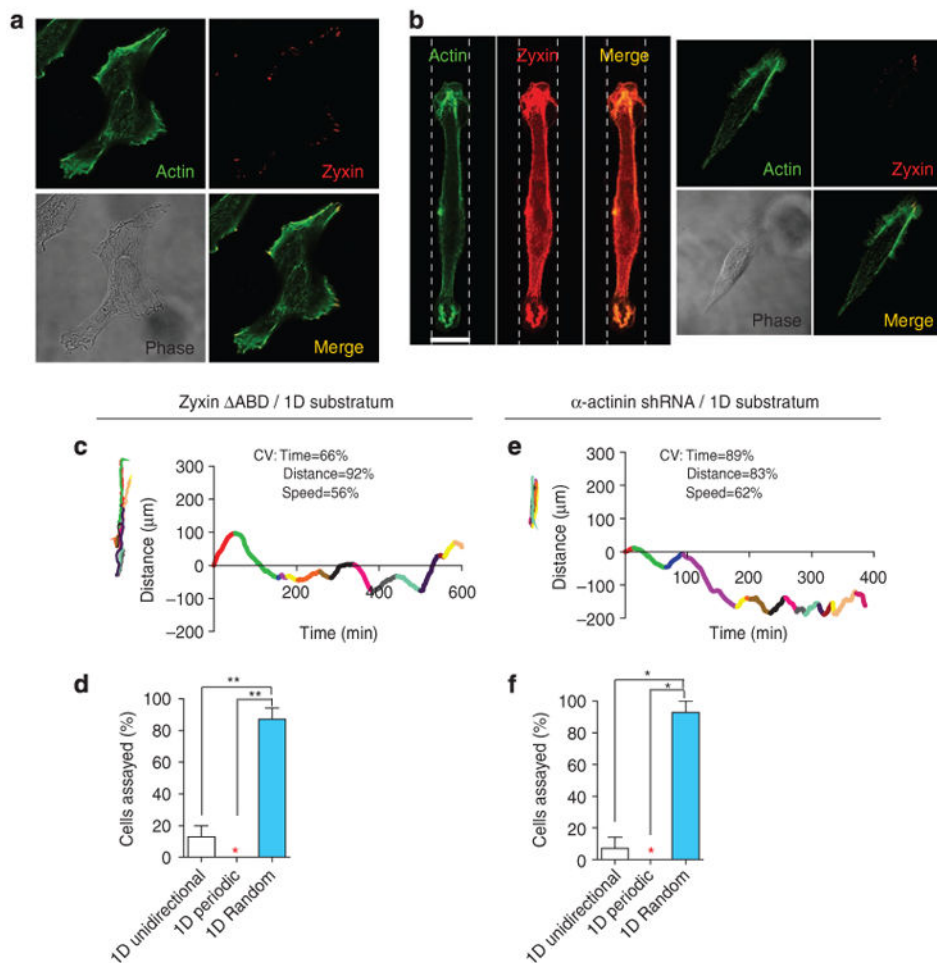 a
Actin
Zyxin
Phase
Merge
b
Actin
Zyxin
Merge
Actin
Zyxin
Phase
Merge
Zyxin ΔABD / 1D substratum
c
CV: Time=66%
Distance=92%
Speed=56%
Distance (μm)
300
200
100
0
−100
−200
200
400
600
Time (min)
α-actinin shRNA / 1D substratum
e
CV: Time=89%
Distance=83%
Speed=62%
Distance (μm)
300
200
100
0
−100
−200
100
200
300
400
Time (min)
d
**
**
Cells assayed (%)
100
80
60
40
20
0
*
1D unidirectional
1D periodic
1D Random
f
*
*
Cells assayed (%)
100
80
60
40
20
0
*
1D unidirectional
1D periodic
1D Random